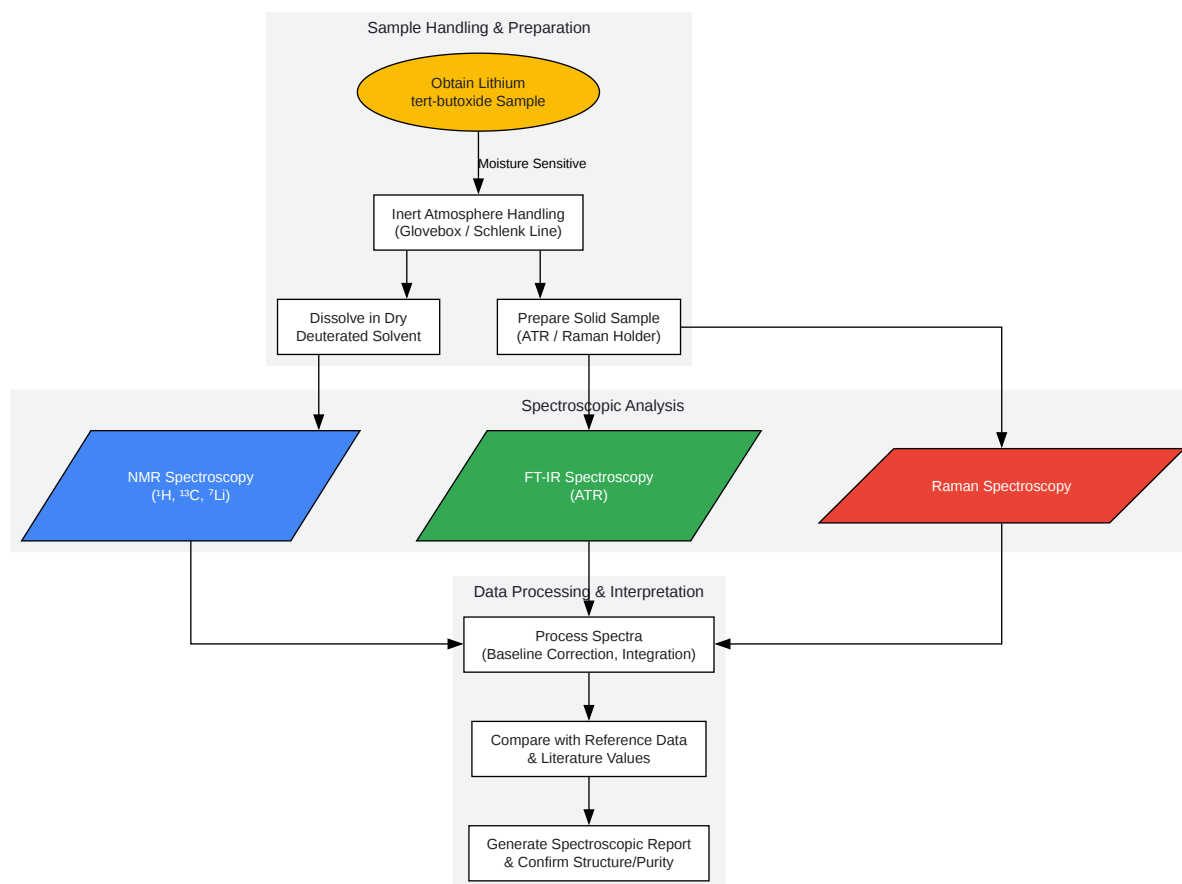 Sample Handling & Preparation
Obtain Lithium
tert-butoxide Sample
Moisture Sensitive
Inert Atmosphere Handling
(Glovebox / Schlenk Line)
Dissolve in Dry
Deuterated Solvent
Prepare Solid Sample
(ATR / Raman Holder)
Spectroscopic Analysis
NMR Spectroscopy
(¹H, ¹³C, ⁷Li)
FT-IR Spectroscopy
(ATR)
Raman Spectroscopy
Data Processing & Interpretation
Process Spectra
(Baseline Correction, Integration)
Compare with Reference Data
& Literature Values
Generate Spectroscopic Report
& Confirm Structure/Purity